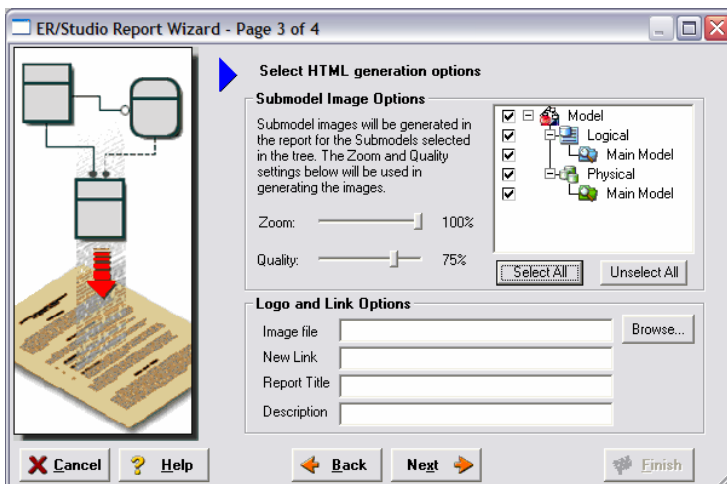 ER/Studio Report Wizard - Page 3 of 4
Select HTML generation options
Submodel Image Options
Submodel images will be generated in
the report for the Submodels selected
in the tree. The Zoom and Quality
settings below will be used in
generating the images.
Zoom: 100%
Quality: 75%
Model
Logical
Main Model
Physical
Main Model
Select All
Unselect All
Logo and Link Options
Image file
Browse...
New Link
Report Title
Description
Cancel
Help
Back
Next
Finish